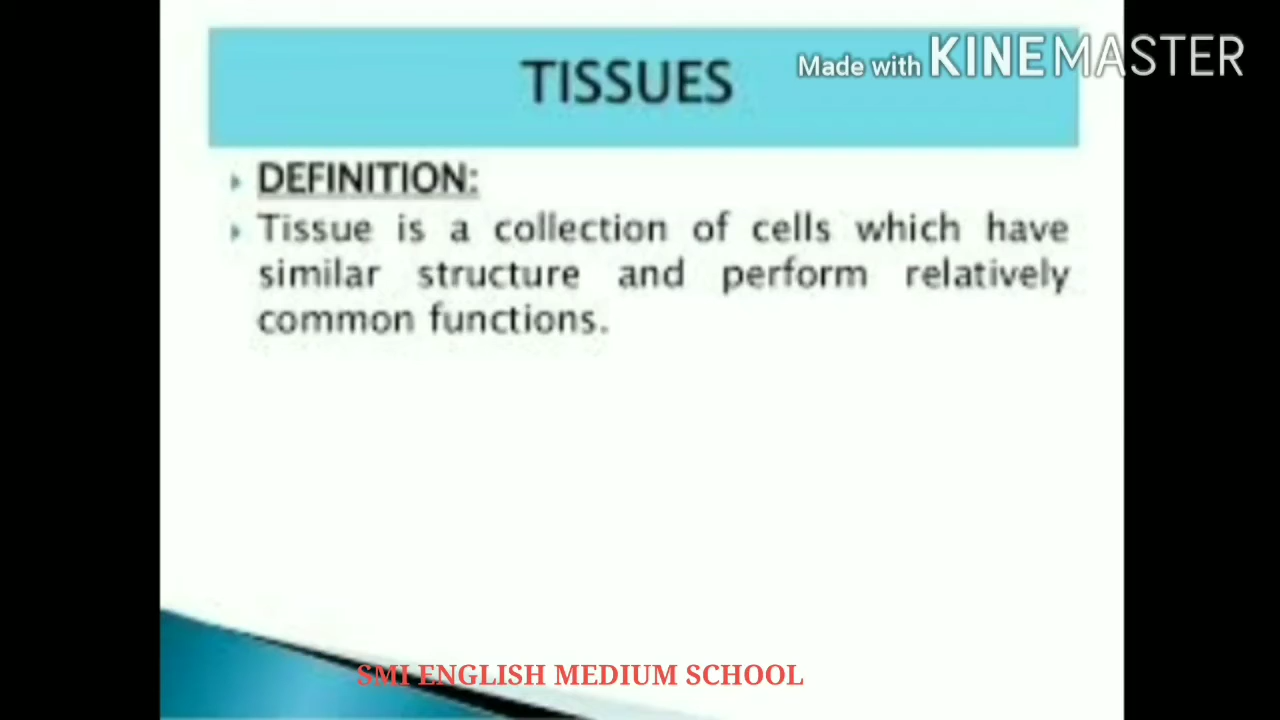 TISSUES
Made with KINEMASTER
DEFINITION:
Tissue is a collection of cells which have
similar structure and perform relatively
common functions.
SMI ENGLISH MEDIUM SCHOOL